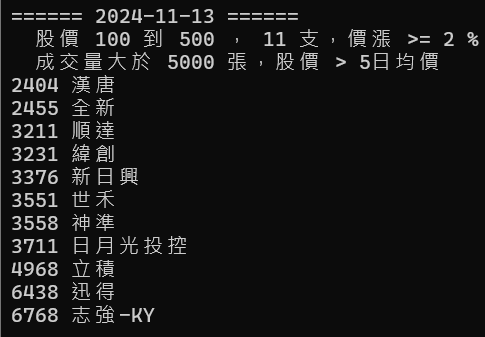 ====== 2024-11-13 ======
股價 100 到 500 ， 11 支，價漲 >= 2 %
成交量大於 5000 張，股價 > 5日均價
2404 漢唐
2455 全新
3211 順達
3231 緯創
3376 新日興
3551 世禾
3558 神準
3711 日月光投控
4968 立積
6438 迅得
6768 志強-KY